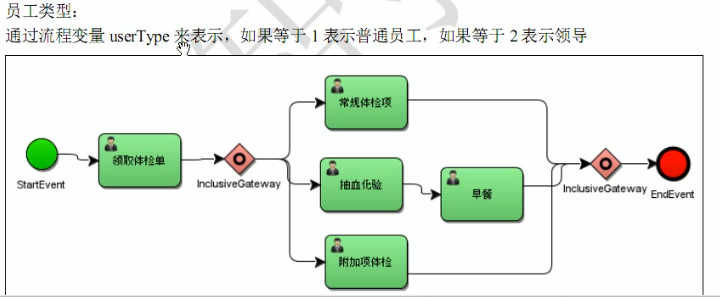 员工类型：
通过流程变量 userType 来表示，如果等于 1 表示普通员工，如果等于 2 表示领导
常规体检项
领取体检单
抽血化验
早餐
StartEvent
InclusiveGateway
InclusiveGateway
EndEvent
附加项体检